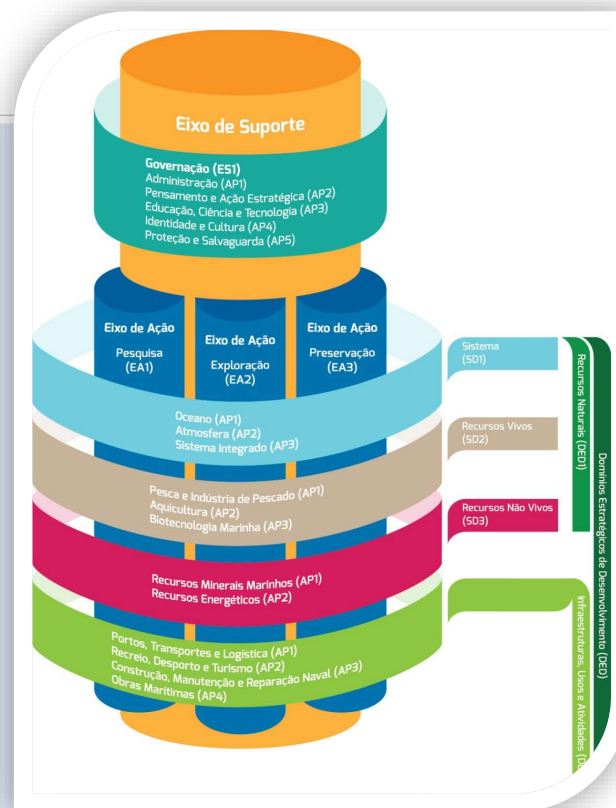 Eixo de Suporte
Governação (ES1)
Administração (AP1)
Pensamento e Ação Estratégica (AP2)
Educação, Ciência e Tecnologia (AP3)
Identidade e Cultura (AP4)
Proteção e Salvaguarda (AP5)
Eixo de Ação
Pesquisa
(EA1)
Eixo de Ação
Exploração
(EA2)
Eixo de Ação
Preservação
(EA3)
Oceano (AP1)
Atmosfera (AP2)
Sistema Integrado (AP3)
Sistema
(SD1)
Pesca e Indústria de Pescado (AP1)
Aquicultura (AP2)
Biotecnologia Marinha (AP3)
Recursos Vivos
(SD2)
Recursos Minerais Marinhos (AP1)
Recursos Energéticos (AP2)
Recursos Não Vivos
(SD3)
Portos, Transportes e Logística (AP1)
Recreio, Desporto e Turismo (AP2)
Construção, Manutenção e Reparação Naval (AP3)
Obras Marítimas (AP4)
Recursos Naturais (DED1)
Infraestruturas, Usos e Atividades
Domínios Estratégicos de Desenvolvimento (DED)